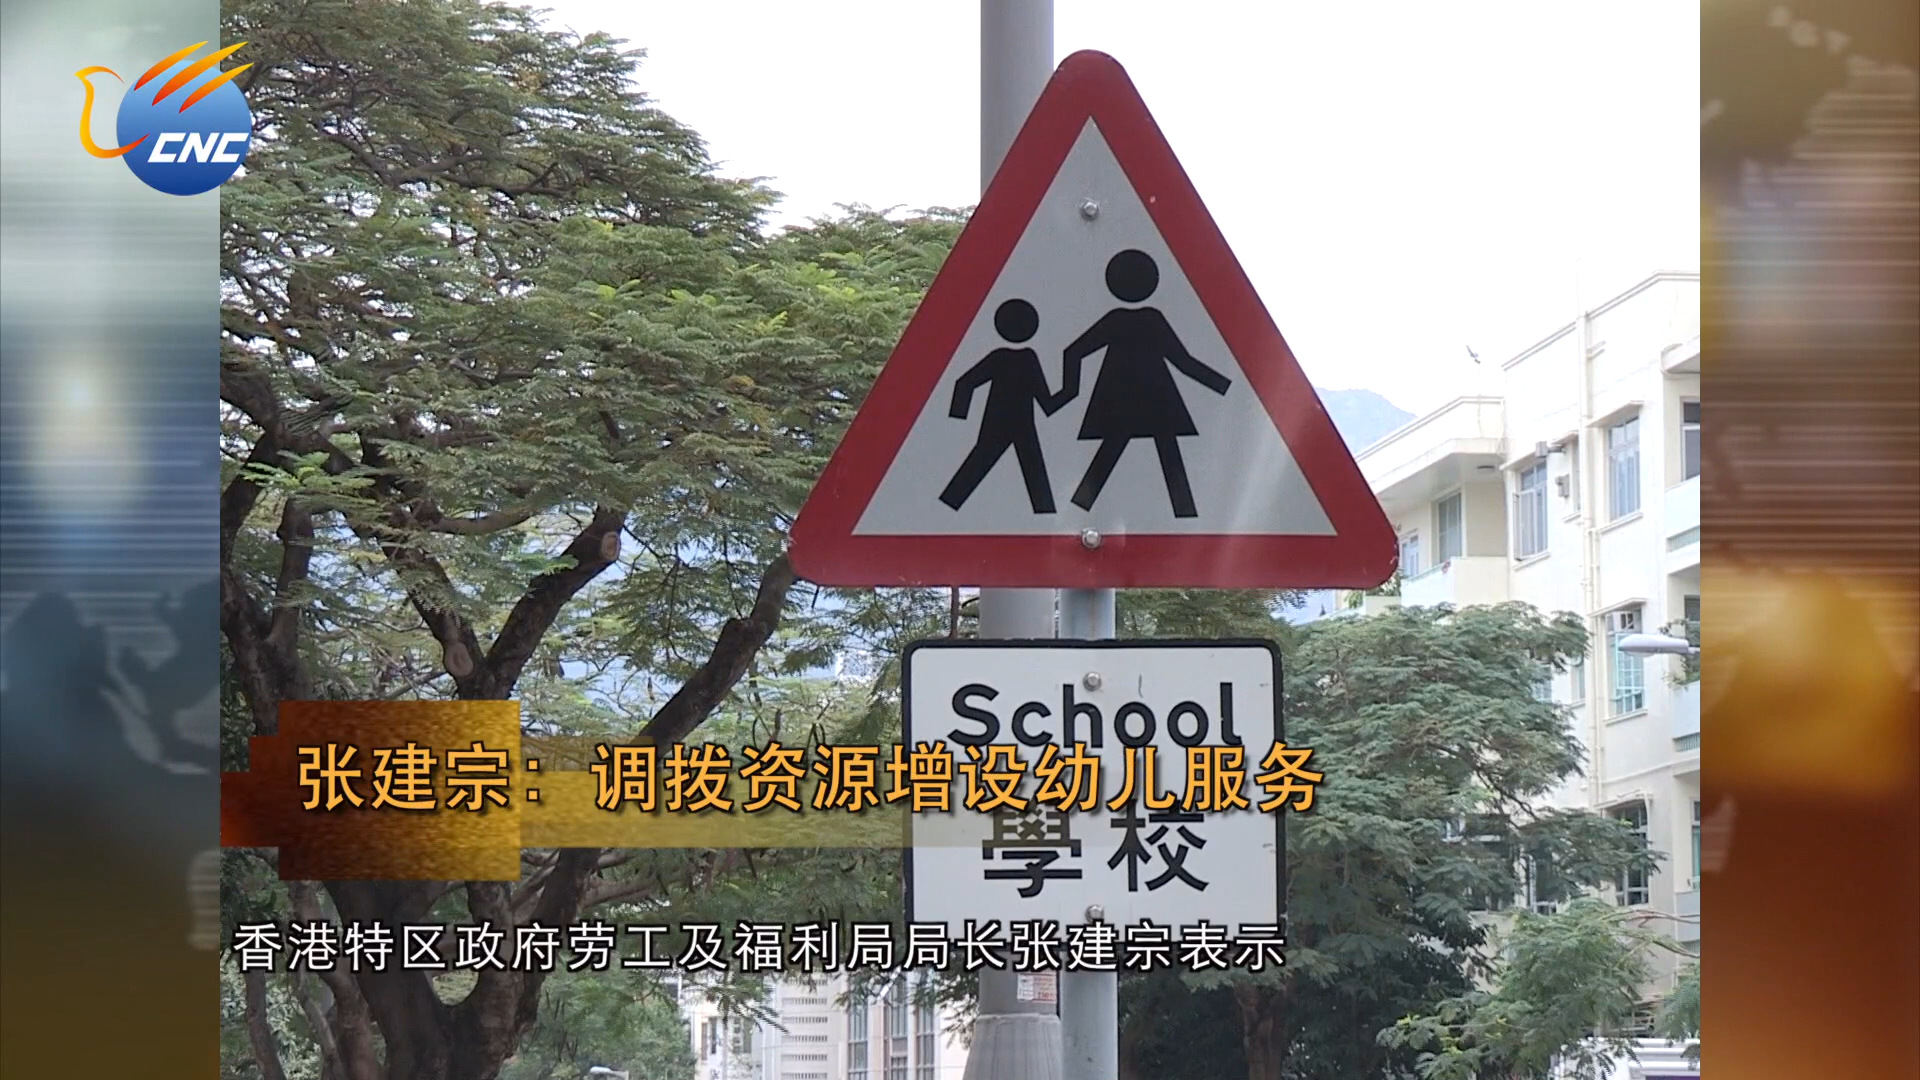 CNC
School
张建宗：调拨资源增设幼儿服务
學校
香港特区政府劳工及福利局局长张建宗表示